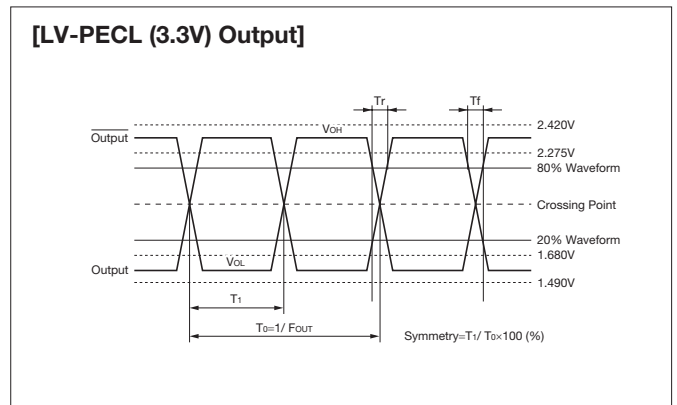 [LV-PECL (3.3V) Output]
Tr
Tf
2.420V
VOH
Output
2.275V
80% Waveform
Crossing Point
20% Waveform
1.680V
VOL
Output
1.490V
T1
T0=1/ FOUT
Symmetry=T1/ T0×100 (%)